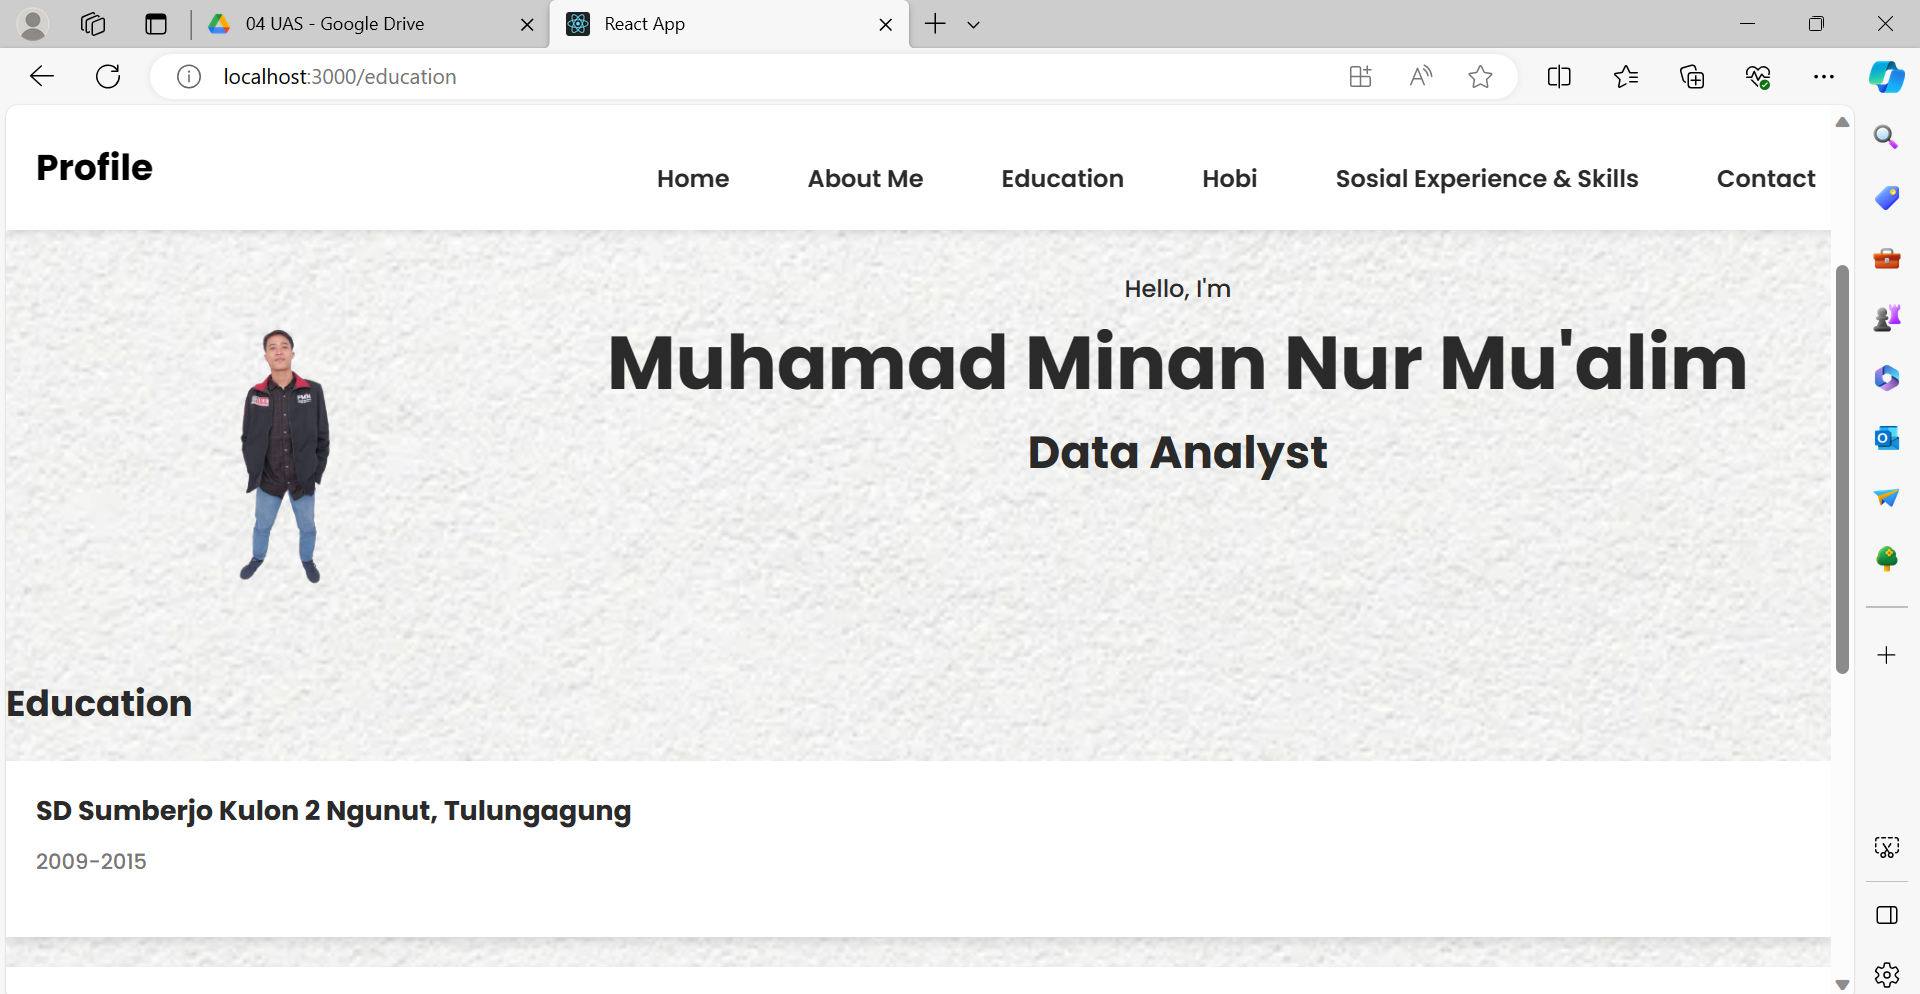 04 UAS - Google Drive
React App
localhost:3000/education
Profile
Home
About Me
Education
Hobi
Sosial Experience & Skills
Contact
Hello, I'm
Muhamad Minan Nur Mu'alim
Data Analyst
Education
SD Sumberjo Kulon 2 Ngunut, Tulungagung
2009-2015